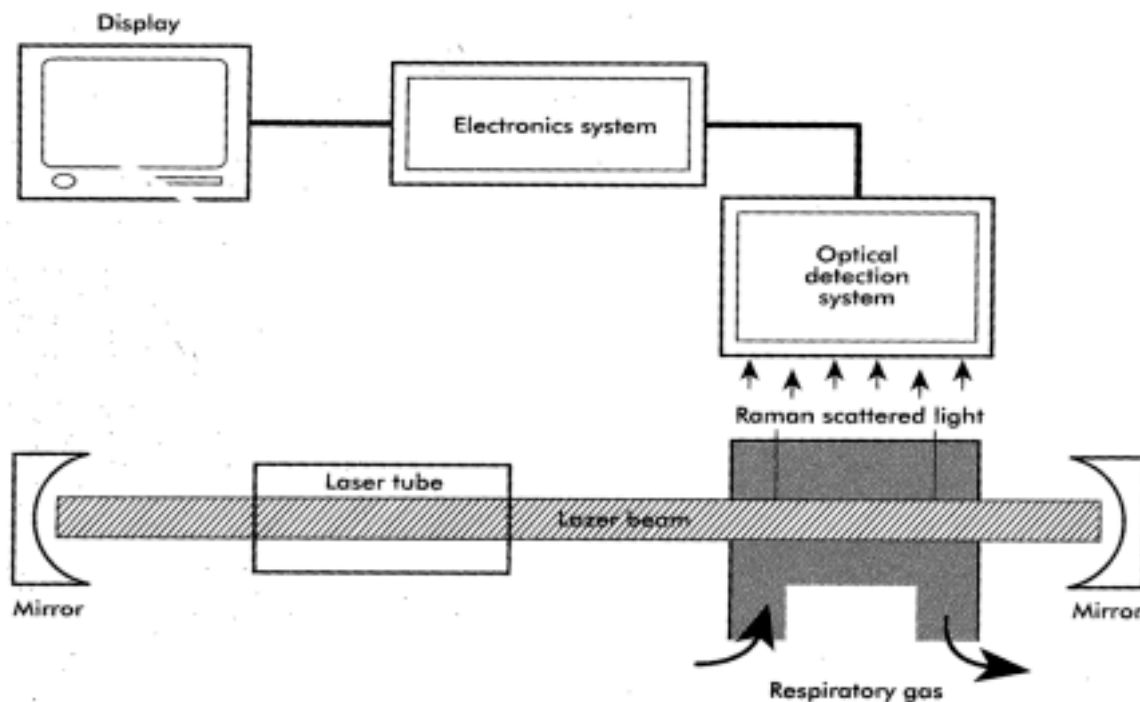 Display
Electronics system
Optical
detection
system
Raman scattered light
Laser tube
Lazer beam
Mirror
Mirror
Respiratory gas